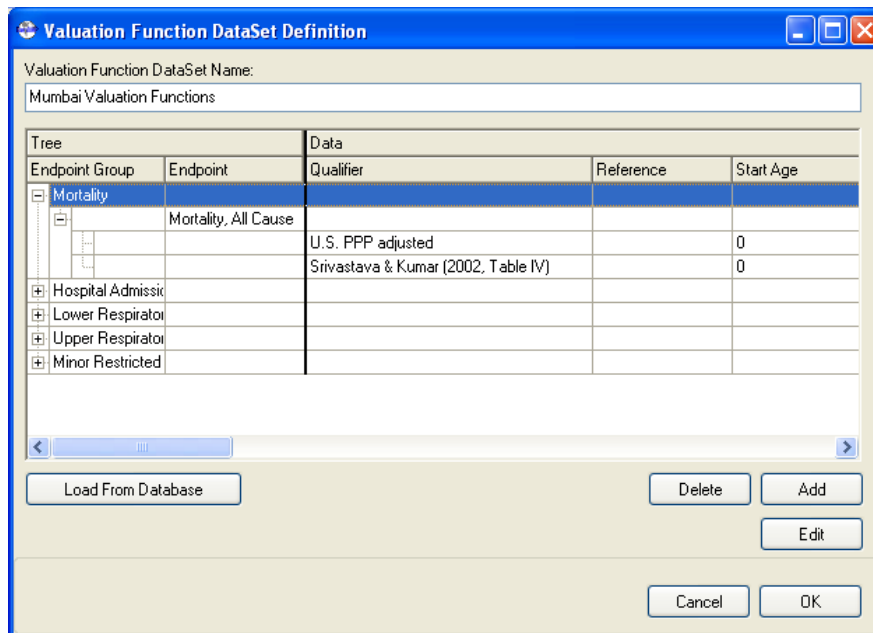 Valuation Function DataSet Definition
Valuation Function DataSet Name:
Mumbai Valuation Functions
Tree Data
Endpoint Group Endpoint Qualifier Reference Start Age
Mortality
Mortality, All Cause
U.S. PPP adjusted 0
Srivastava & Kumar (2002, Table IV) 0
Hospital Admissio
Lower Respirator
Upper Respirator
Minor Restricted
Load From Database Delete Add
Edit
Cancel OK